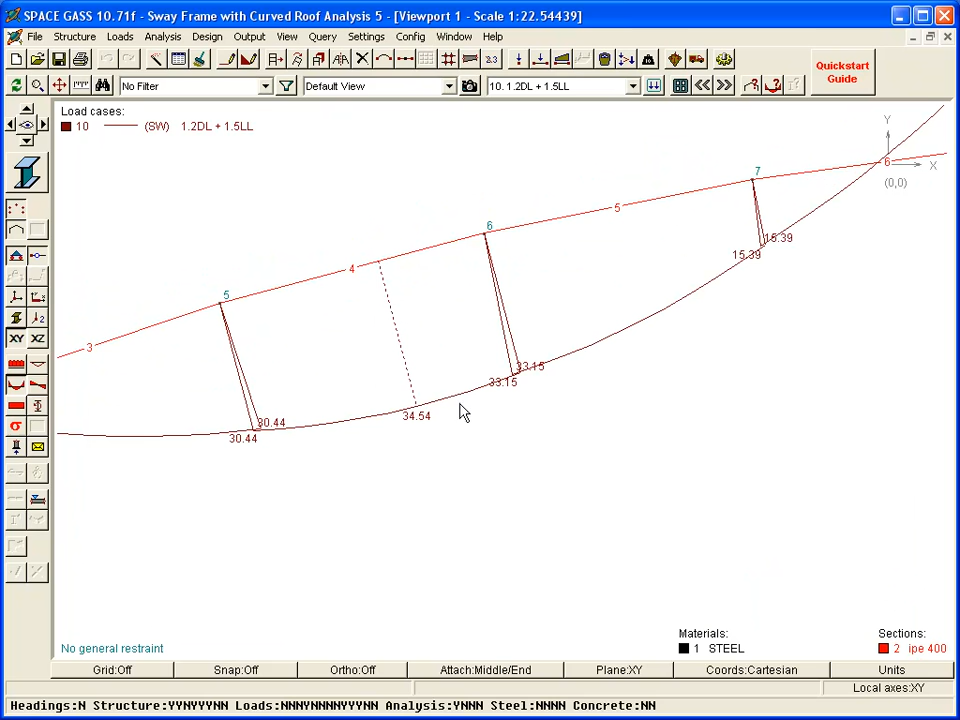 SPACE GASS 10.71f - Sway Frame with Curved Roof Analysis 5 - [Viewport 1 - Scale 1:22.54439]
File Structure Loads Analysis Design Output View Query Settings Config Window Help
Quickstart
Guide
No Filter Default View 10. 1.2DL + 1.5LL
Load cases:
10 (SW) 1.2DL + 1.5LL
Y
X
(0,0)
6
7
5
6
4
5
3
15.39
15.39
33.15
33.15
34.54
30.44
30.44
No general restraint
Materials:
1 STEEL
Sections:
2 ipe 400
Grid:Off Snap:Off Ortho:Off Attach:Middle/End Plane:XY Coords:Cartesian Units
Local axes:XY
Headings:N Structure:YYNYYYNN Loads:NNNYNNNNYYYNN Analysis:YNNN Steel:NNNN Concrete:NN